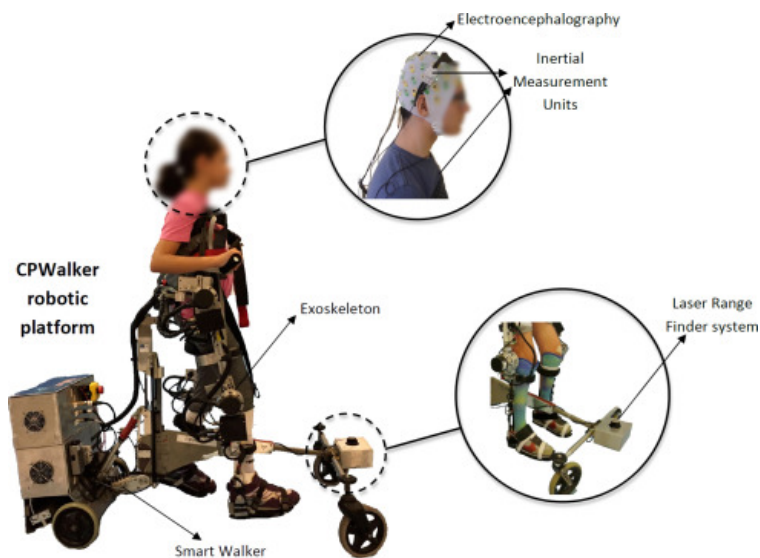 Electroencephalography
Inertial
Measurement
Units
CPWalker
robotic
platform
Exoskeleton
Laser Range
Finder system
Smart Walker